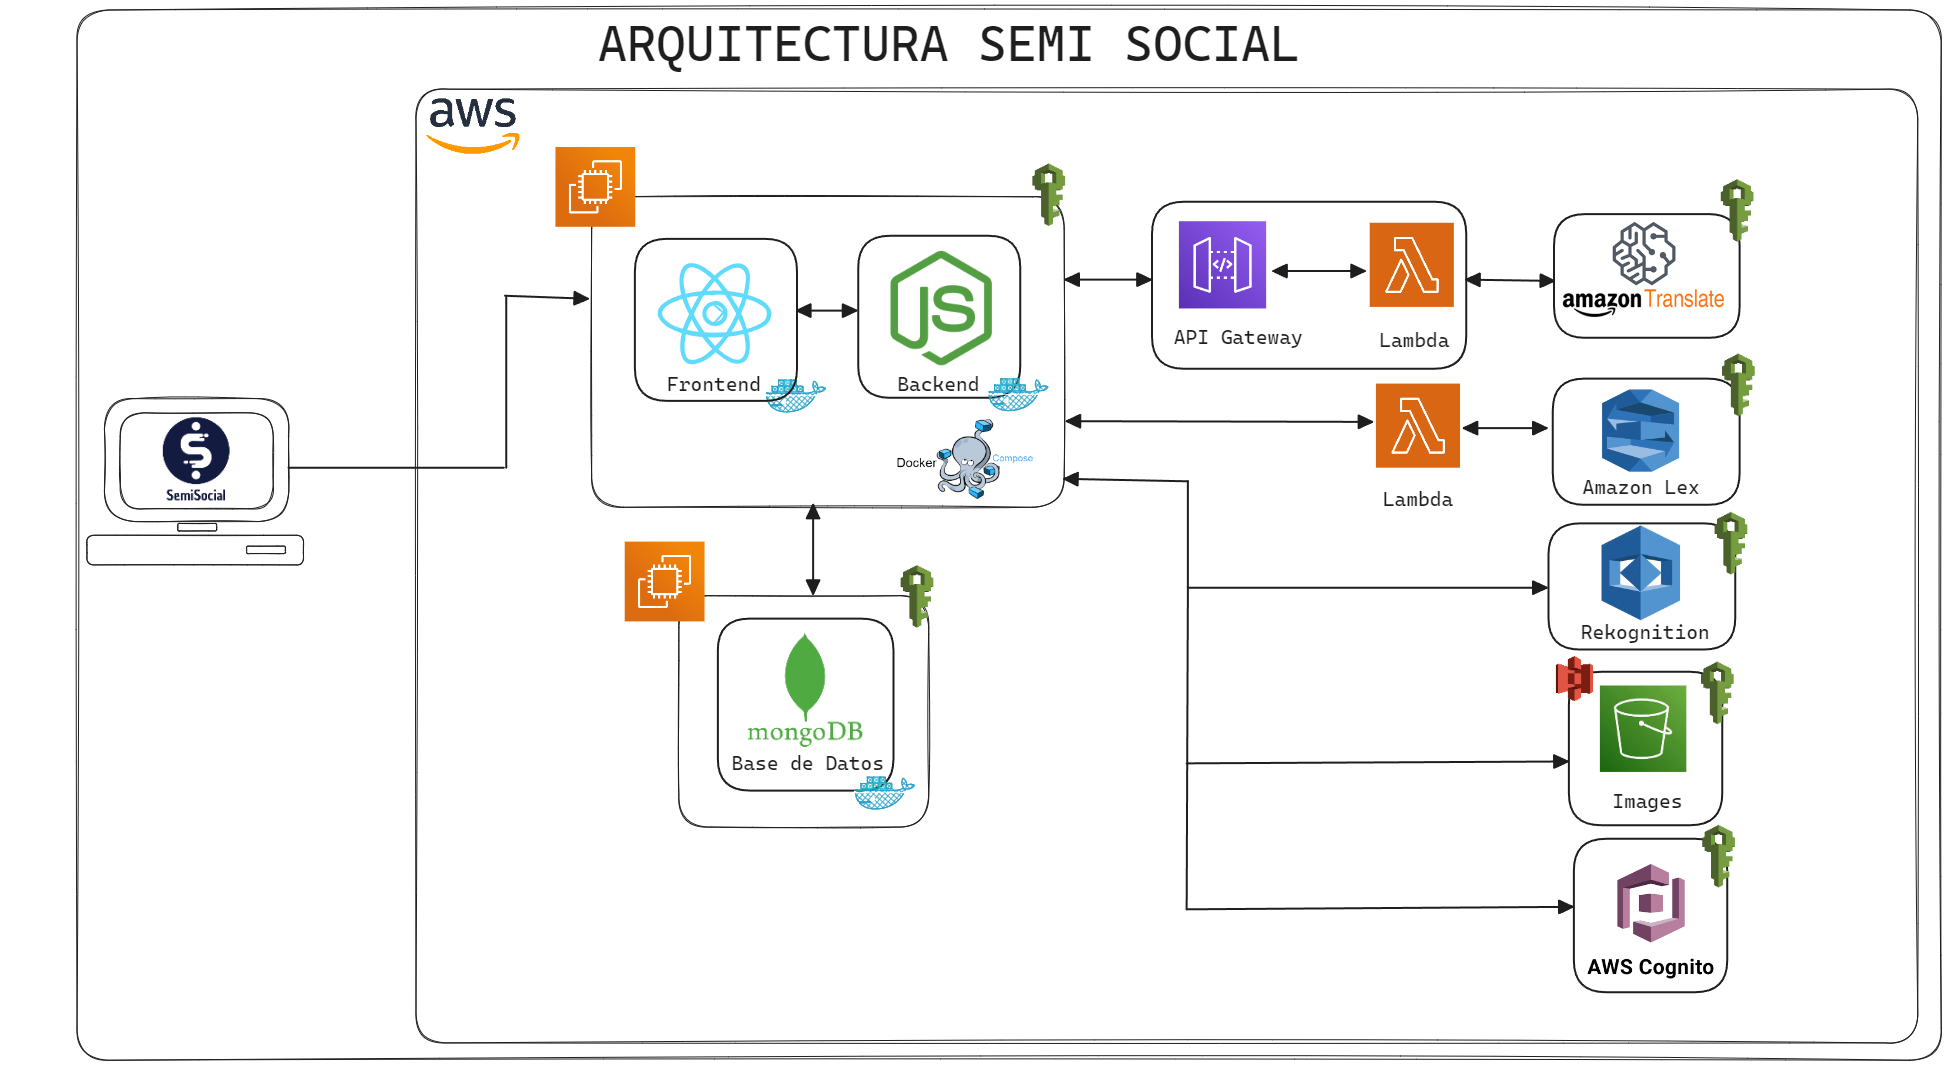 ARQUITECTURA SEMI SOCIAL
aws
SemiSocial
Frontend
JS
Backend
Docker
Compose
mongoDB
Base de Datos
API Gateway
Lambda
amazon Translate
Lambda
Amazon Lex
Rekognition
Images
AWS Cognito